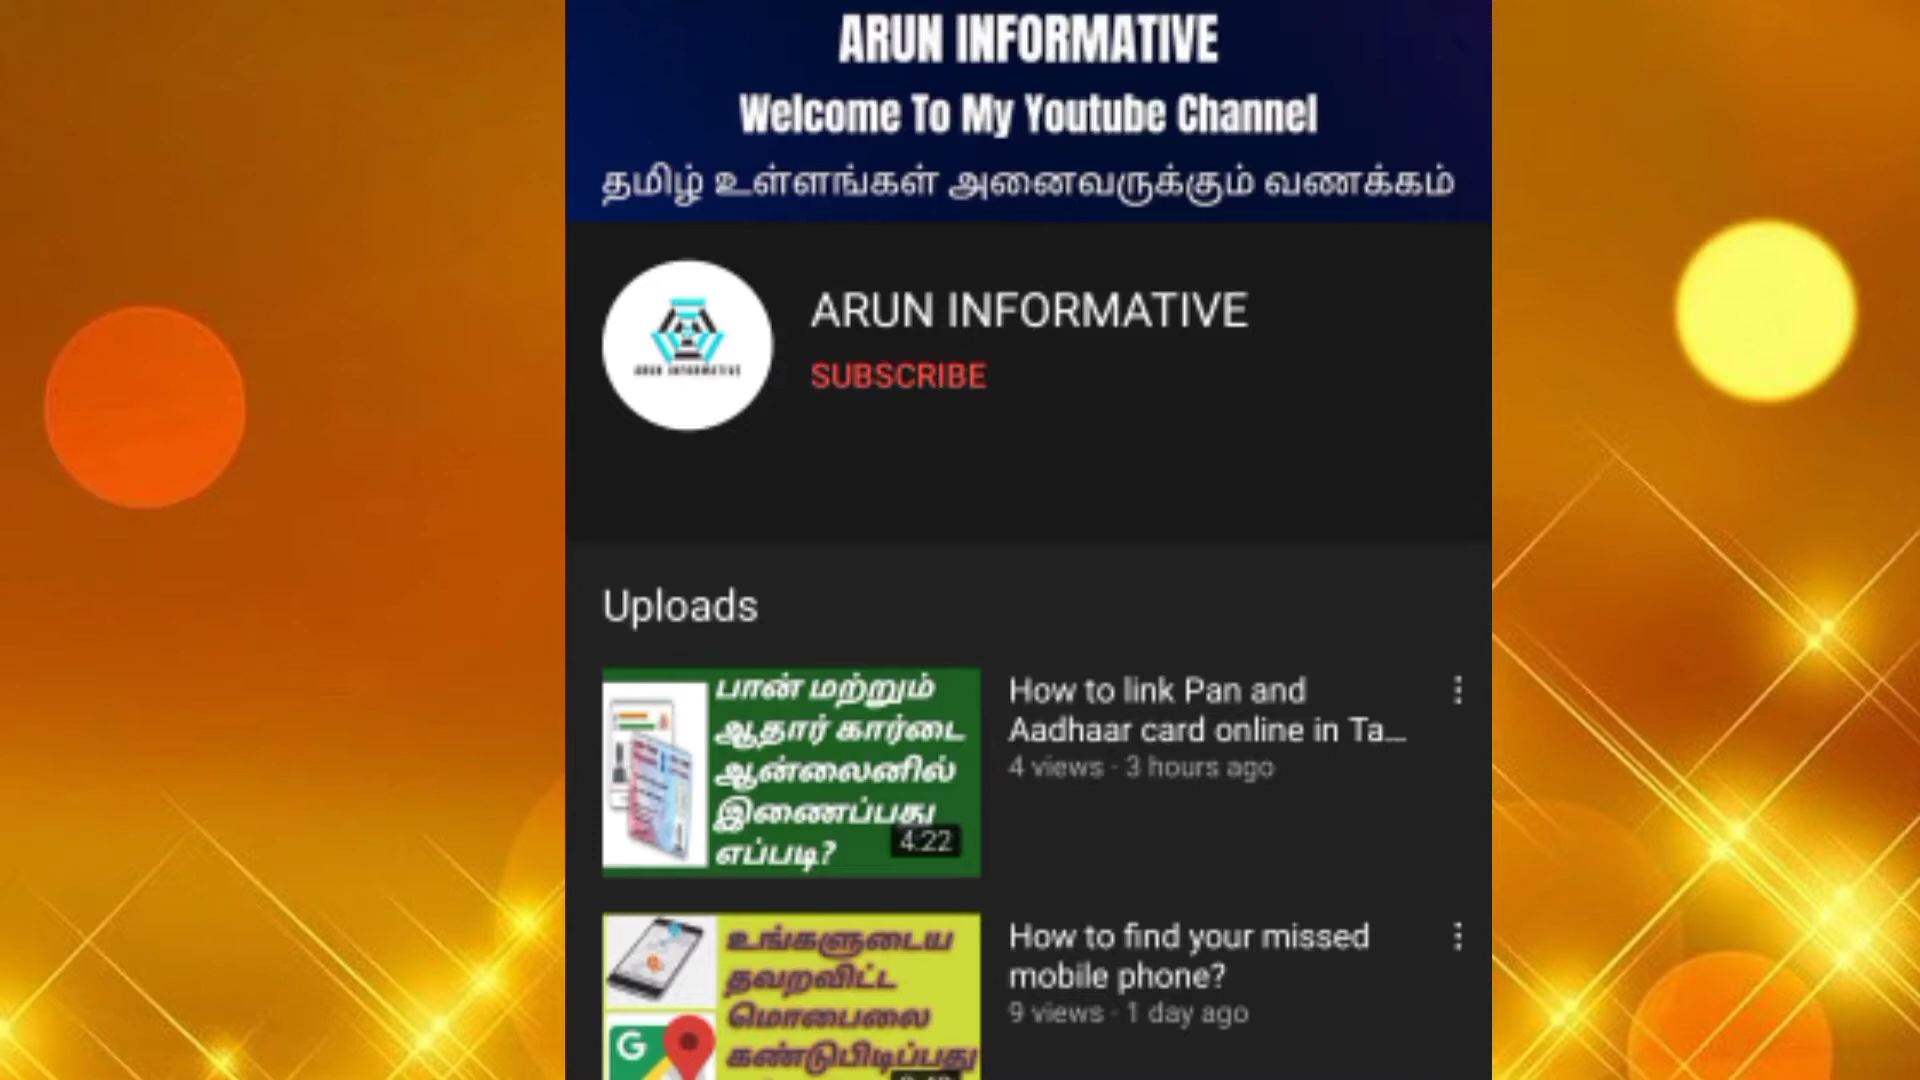 ARUN INFORMATIVE
Welcome To My Youtube Channel
தமிழ் உள்ளங்கள் அனைவருக்கும் வணக்கம்
ARUN INFORMATIVE
ARUN INFORMATIVE
SUBSCRIBE
Uploads
பான் மற்றும்
ஆதார் கார்டை
ஆன்லைனில்
இணைப்பது
எப்படி?
4:22
How to link Pan and
Aadhaar card online in Ta...
4 views · 3 hours ago
உங்களுடைய
தவறவிட்ட
மொபைலை
கண்டுபிடிப்பது
G
How to find your missed
mobile phone?
9 views · 1 day ago